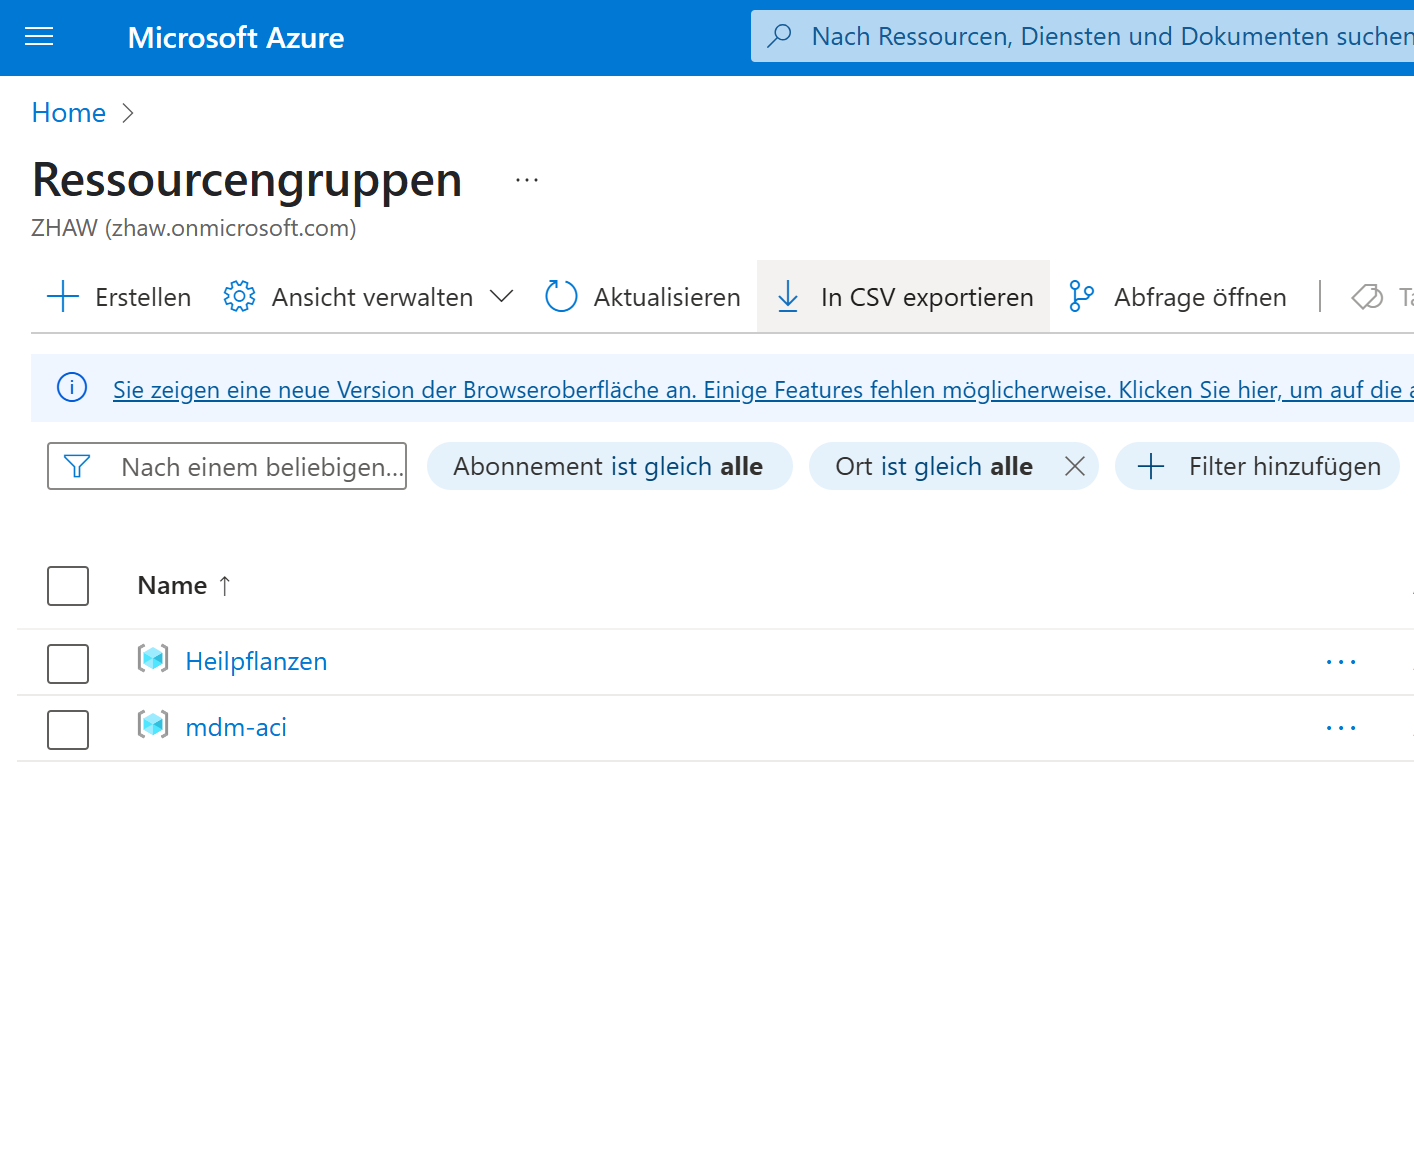 Microsoft Azure
Nach Ressourcen, Diensten und Dokumenten suchen
Home
Ressourcengruppen ...
ZHAW (zhaw.onmicrosoft.com)
Erstellen Ansicht verwalten Aktualisieren In CSV exportieren Abfrage öffnen
Sie zeigen eine neue Version der Browseroberfläche an. Einige Features fehlen möglicherweise. Klicken Sie hier, um auf die
Nach einem beliebigen... Abonnement ist gleich alle Ort ist gleich alle Filter hinzufügen
Name ↑
Heilpflanzen ...
mdm-aci ...